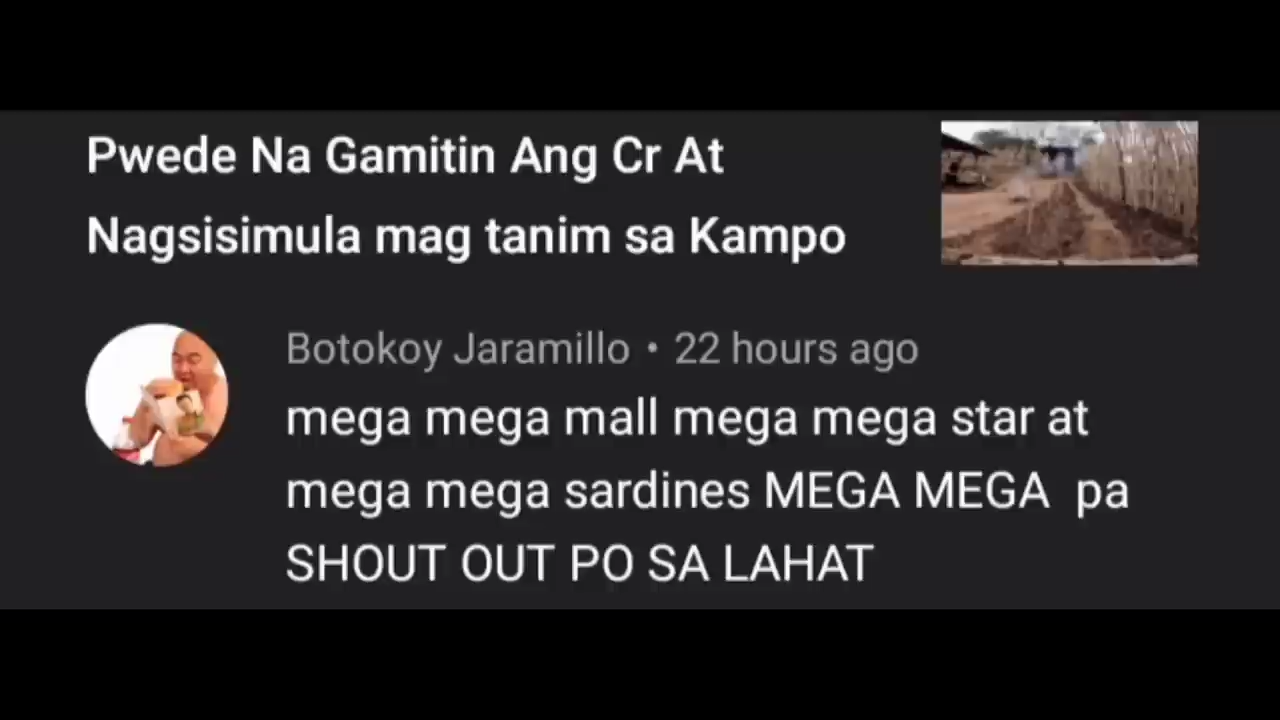 Pwede Na Gamitin Ang Cr At
Nagsisimula mag tanim sa Kampo
Botokoy Jaramillo • 22 hours ago
mega mega mall mega mega star at
mega mega sardines MEGA MEGA  pa
SHOUT OUT PO SA LAHAT